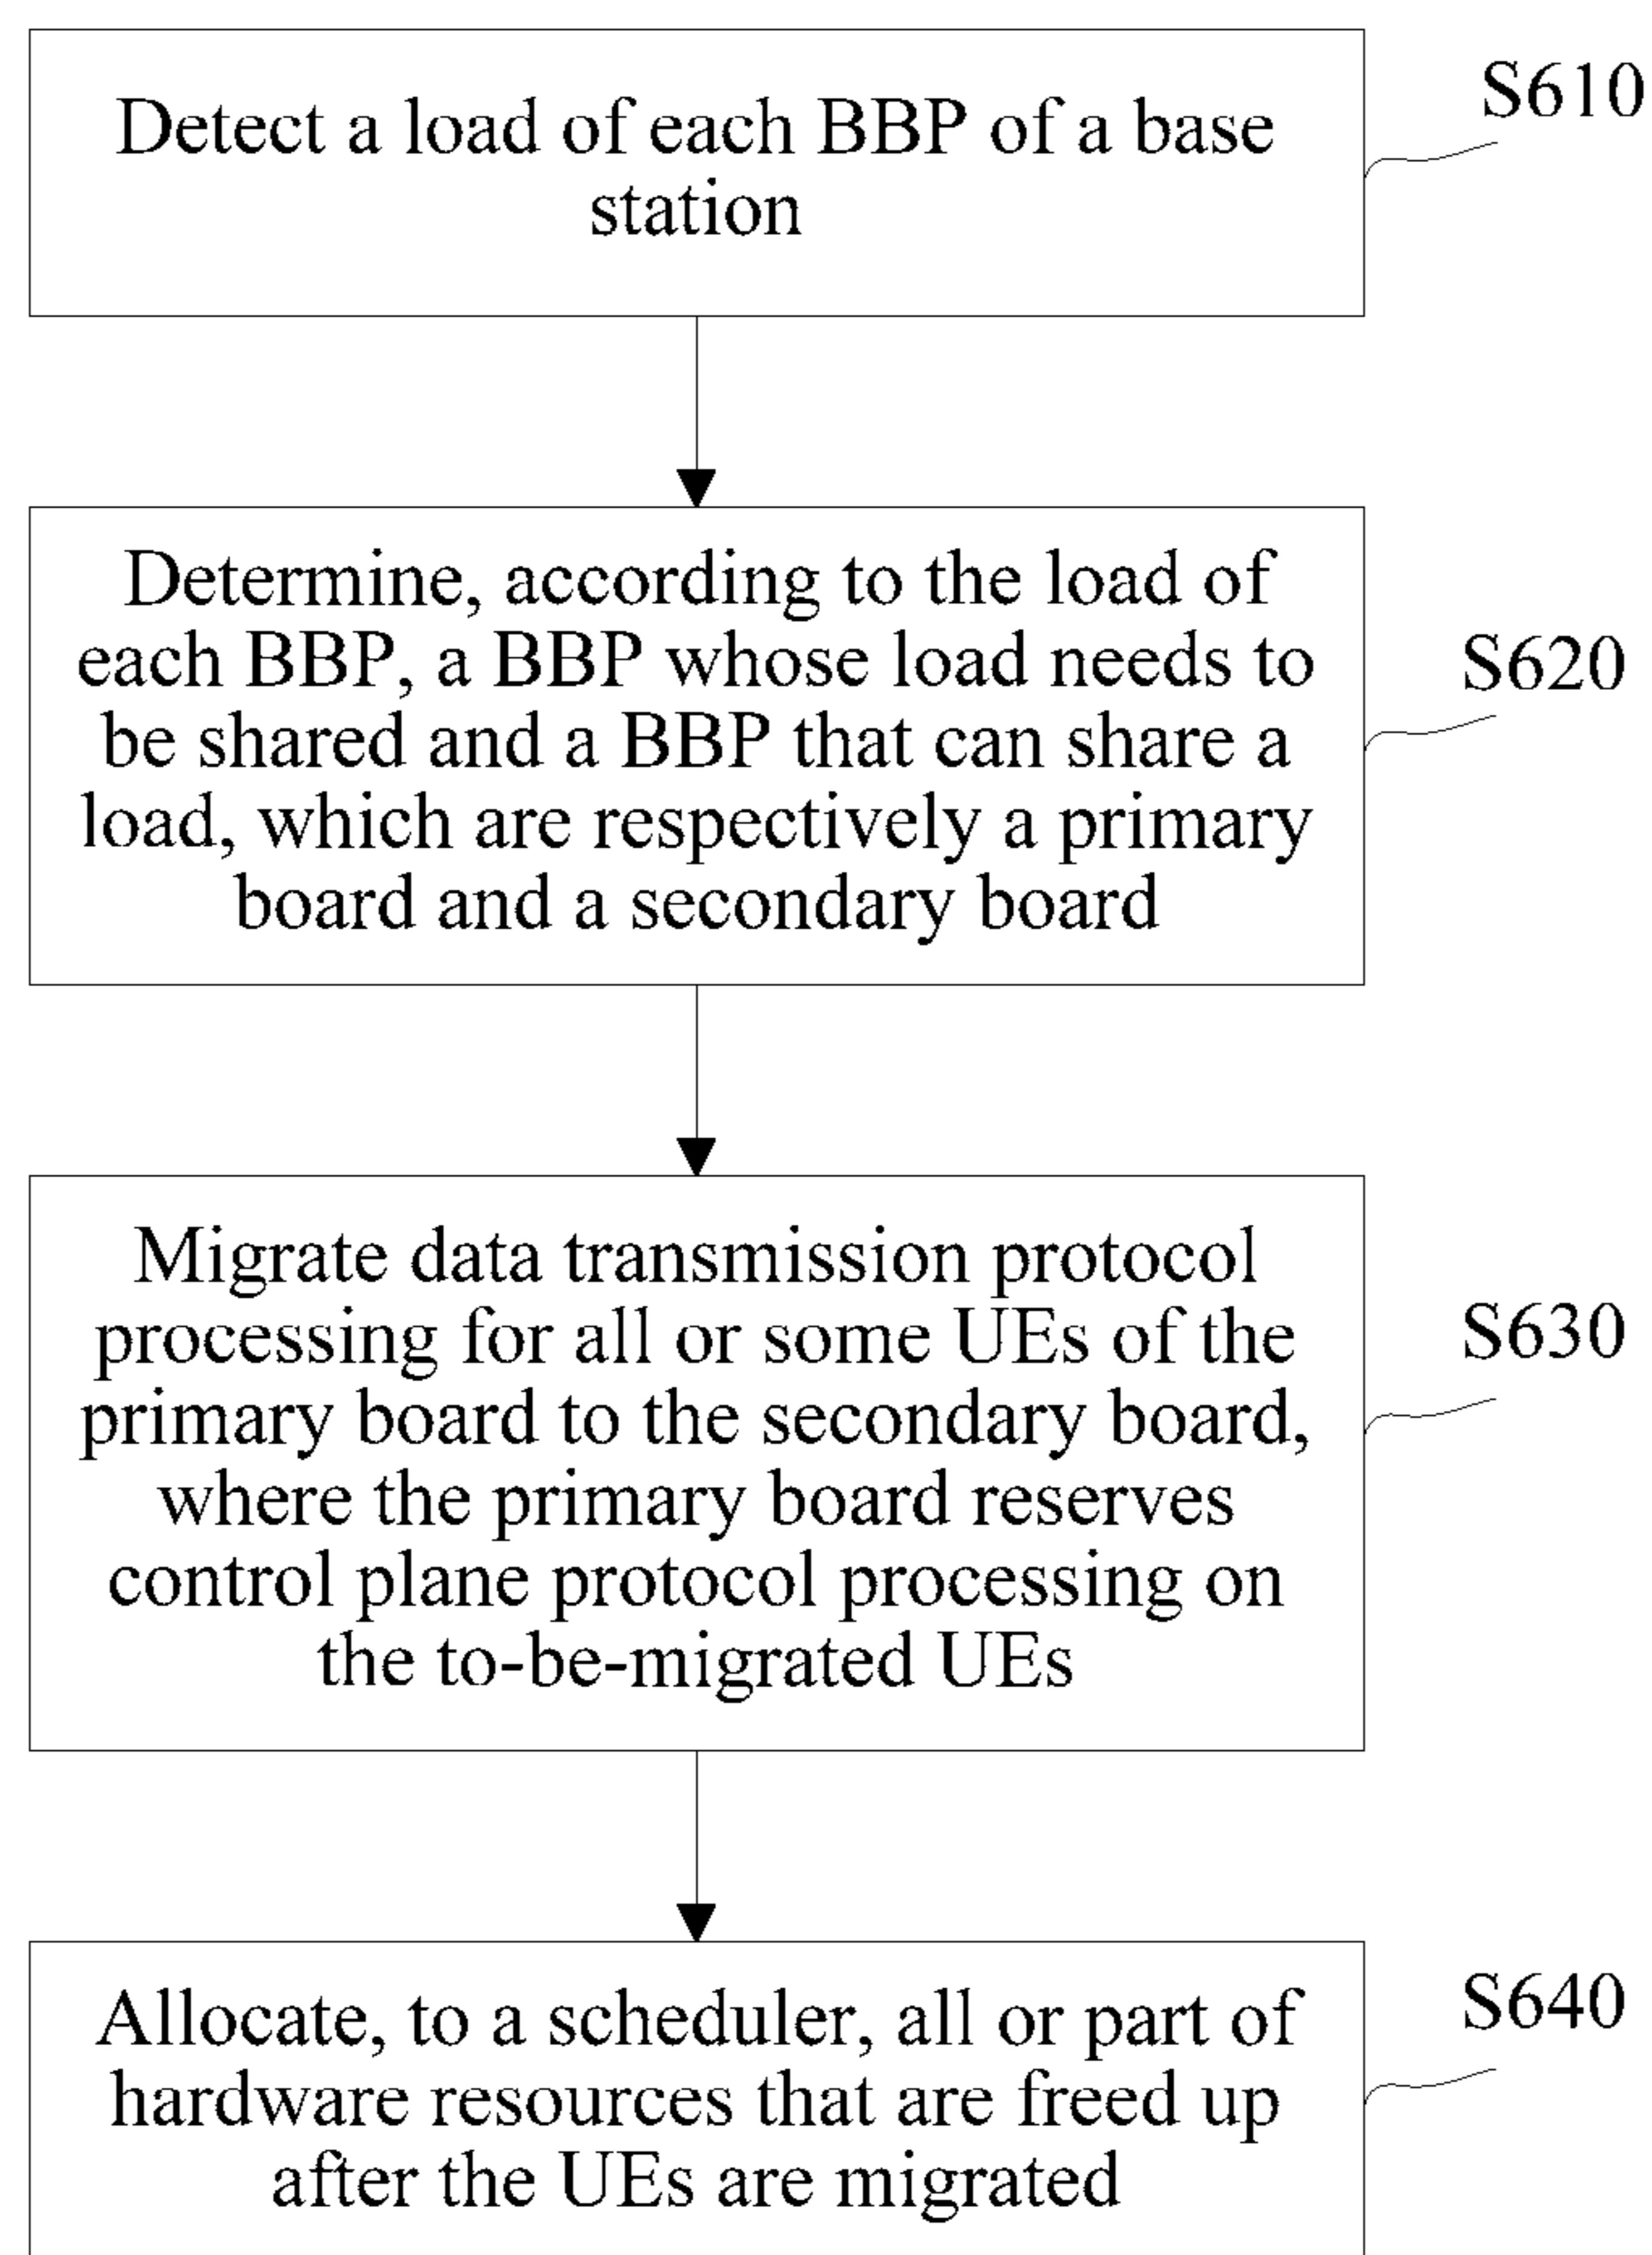 Detect a load of each BBP of a base
station
S610
Determine, according to the load of
each BBP, a BBP whose load needs to
be shared and a BBP that can share a
load, which are respectively a primary
board and a secondary board
S620
Migrate data transmission protocol
processing for all or some UEs of the
primary board to the secondary board,
where the primary board reserves
control plane protocol processing on
the to-be-migrated UEs
S630
Allocate, to a scheduler, all or part of
hardware resources that are freed up
after the UEs are migrated
S640